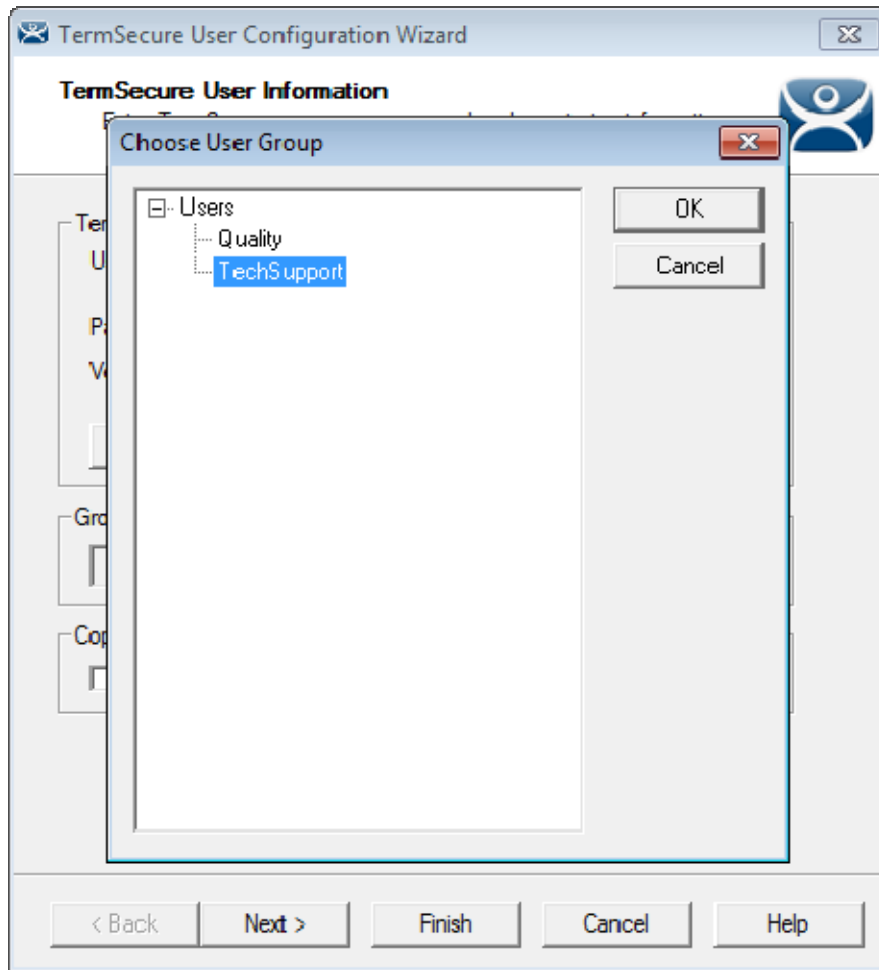 TermSecure User Configuration Wizard
TermSecure User Information
Choose User Group
Users
Quality
TechSupport
OK
Cancel
< Back
Next >
Finish
Cancel
Help